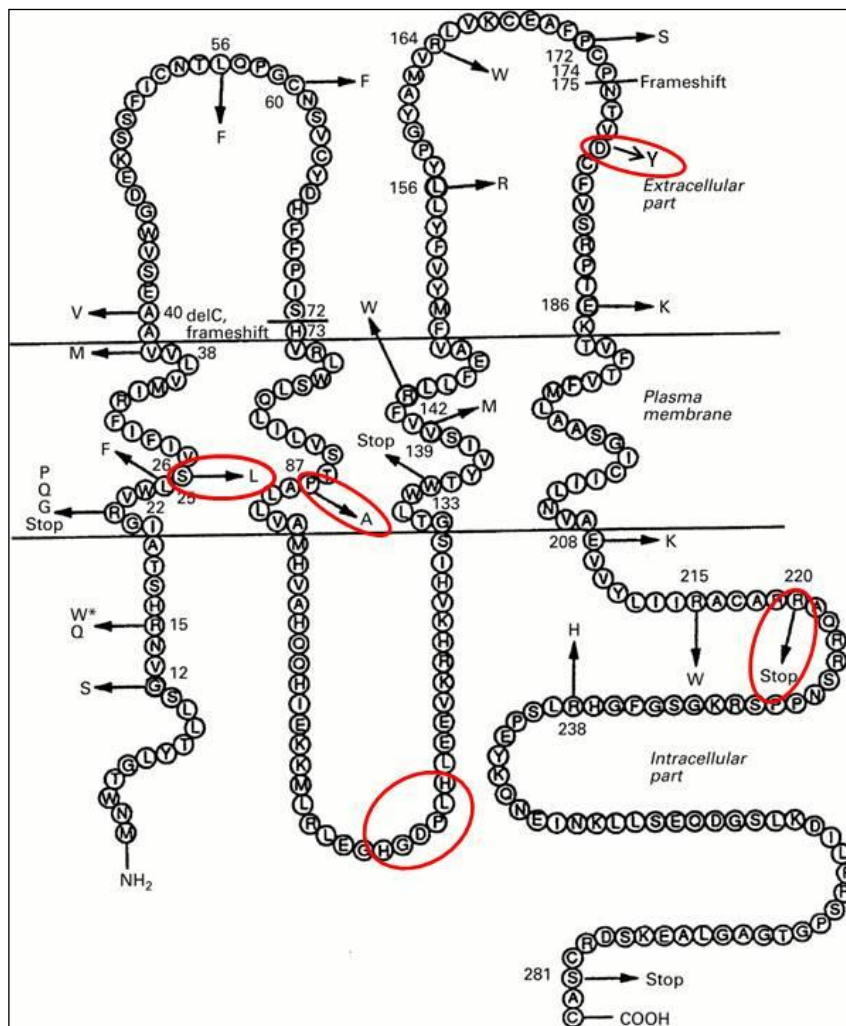 56
F
60
F
V
40
delC,
frameshift
72
73
M
38
F
26
25
L
P
Q
G
Stop
22
87
A
W*
Q
15
S
12
NH₂
164
W
172
S
174
175
Frameshift
Y
Extracellular
part
156
R
186
K
W
142
M
139
Stop
133
Plasma
membrane
208
K
215
W
220
Stop
H
238
Intracellular
part
281
Stop
COOH
MNWTGLYTLLSGVNRHSTAIGRVWLSVIFIFRIMVLVVAAESVWGDEKSSFICNTLQPGCNSVCYDHFFPISHVRLWSLQLILVSTPALLVAMHVAHQQHIEKKMLRLEGHGDPLHLEEVKRHKVHISGTLWWTYVISVVFRLLFEAVFMYVFYLLYPGYAMVRLVKCEAFPCPNTVDCFVSRPTEKTVFTVFMLAASGICIILNVAEVVYLIIRACARRAQRRSNPPSRKGSGFGHRLSPEYKQNEINKLLSEQDGSLKDILRRSPGTGAGLAEKSDRCSAC